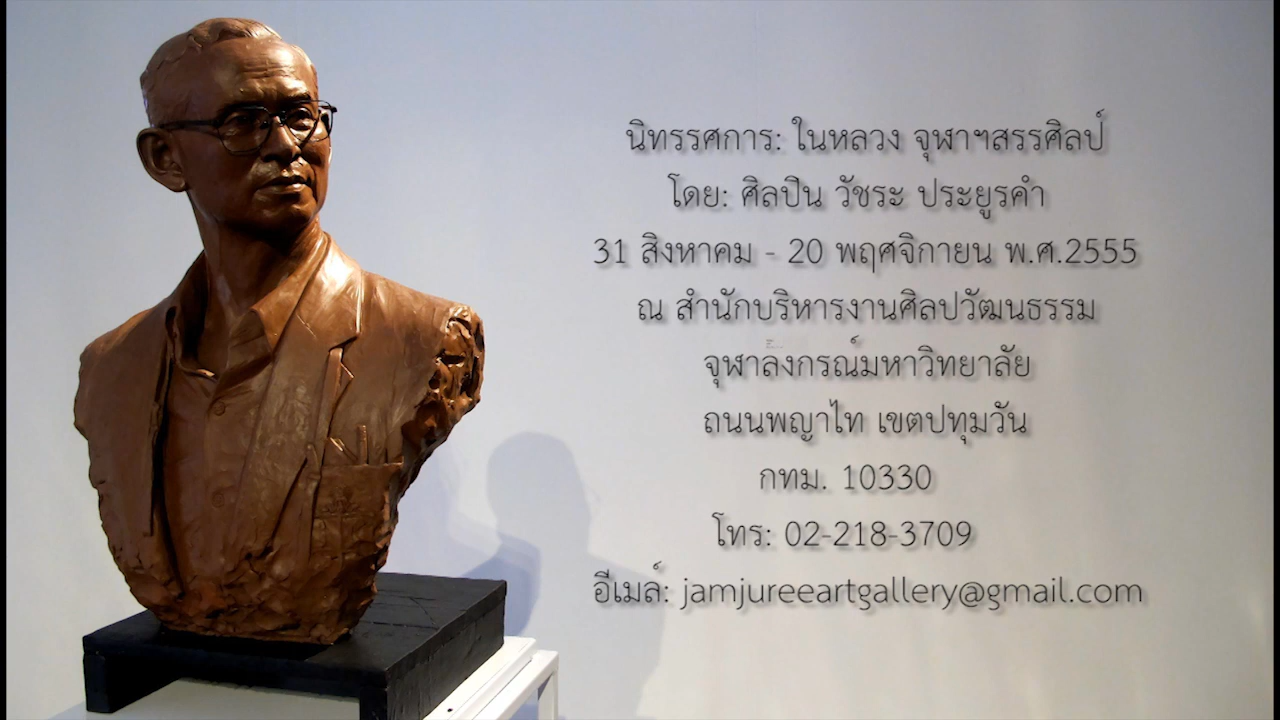 นิทรรศการ: ในหลวง จุฬาฯสรรศิลป์
โดย: ศิลปิน วัชระ ประยูรคำ
31 สิงหาคม - 20 พฤศจิกายน พ.ศ.2555
ณ สำนักบริหารงานศิลปวัฒนธรรม
จุฬาลงกรณ์มหาวิทยาลัย
ถนนพญาไท เขตปทุมวัน
กทม. 10330
โทร: 02-218-3709
อีเมล์: jamjureeartgallery@gmail.com